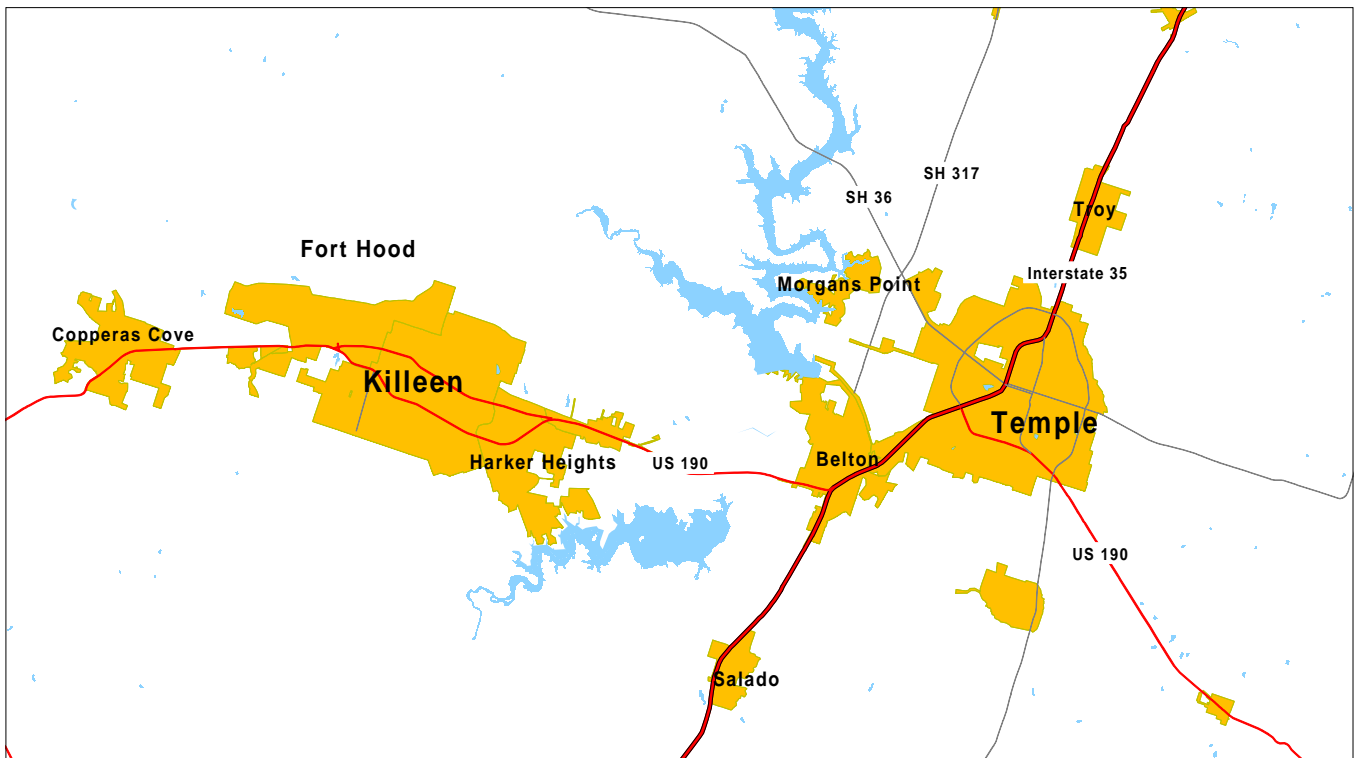 SH 317
SH 36
Troy
Fort Hood
Interstate 35
Morgans Point
Copperas Cove
Killeen
Temple
Belton
Harker Heights
US 190
US 190
Salado